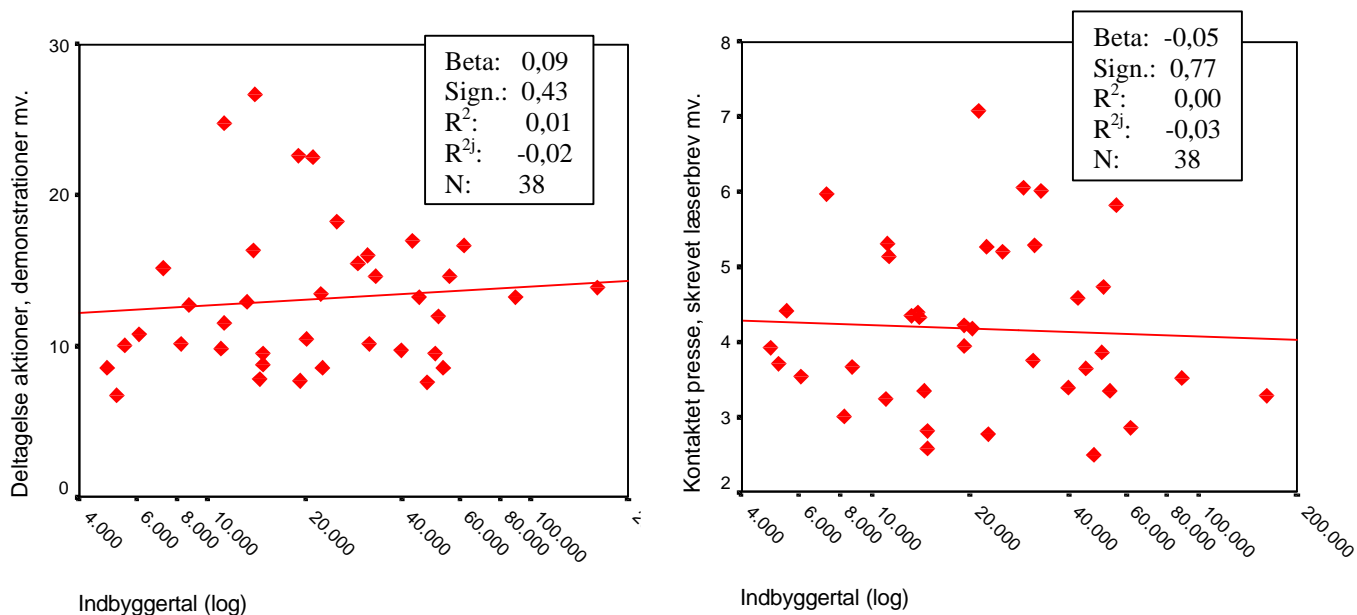 Deltagelse aktioner, demonstrationer mv.
30
20
10
0
Beta: 0,09
Sign.: 0,43
R²: 0,01
R²ʲ: -0,02
N: 38
4.000
6.000
8.000
10.000
20.000
40.000
60.000
80.000
100.000
2
Indbyggertal (log)
Kontaktet presse, skrevet læserbrev mv.
8
7
6
5
4
3
2
Beta: -0,05
Sign.: 0,77
R²: 0,00
R²ʲ: -0,03
N: 38
4.000
6.000
8.000
10.000
20.000
40.000
60.000
80.000
100.000
200.000
Indbyggertal (log)